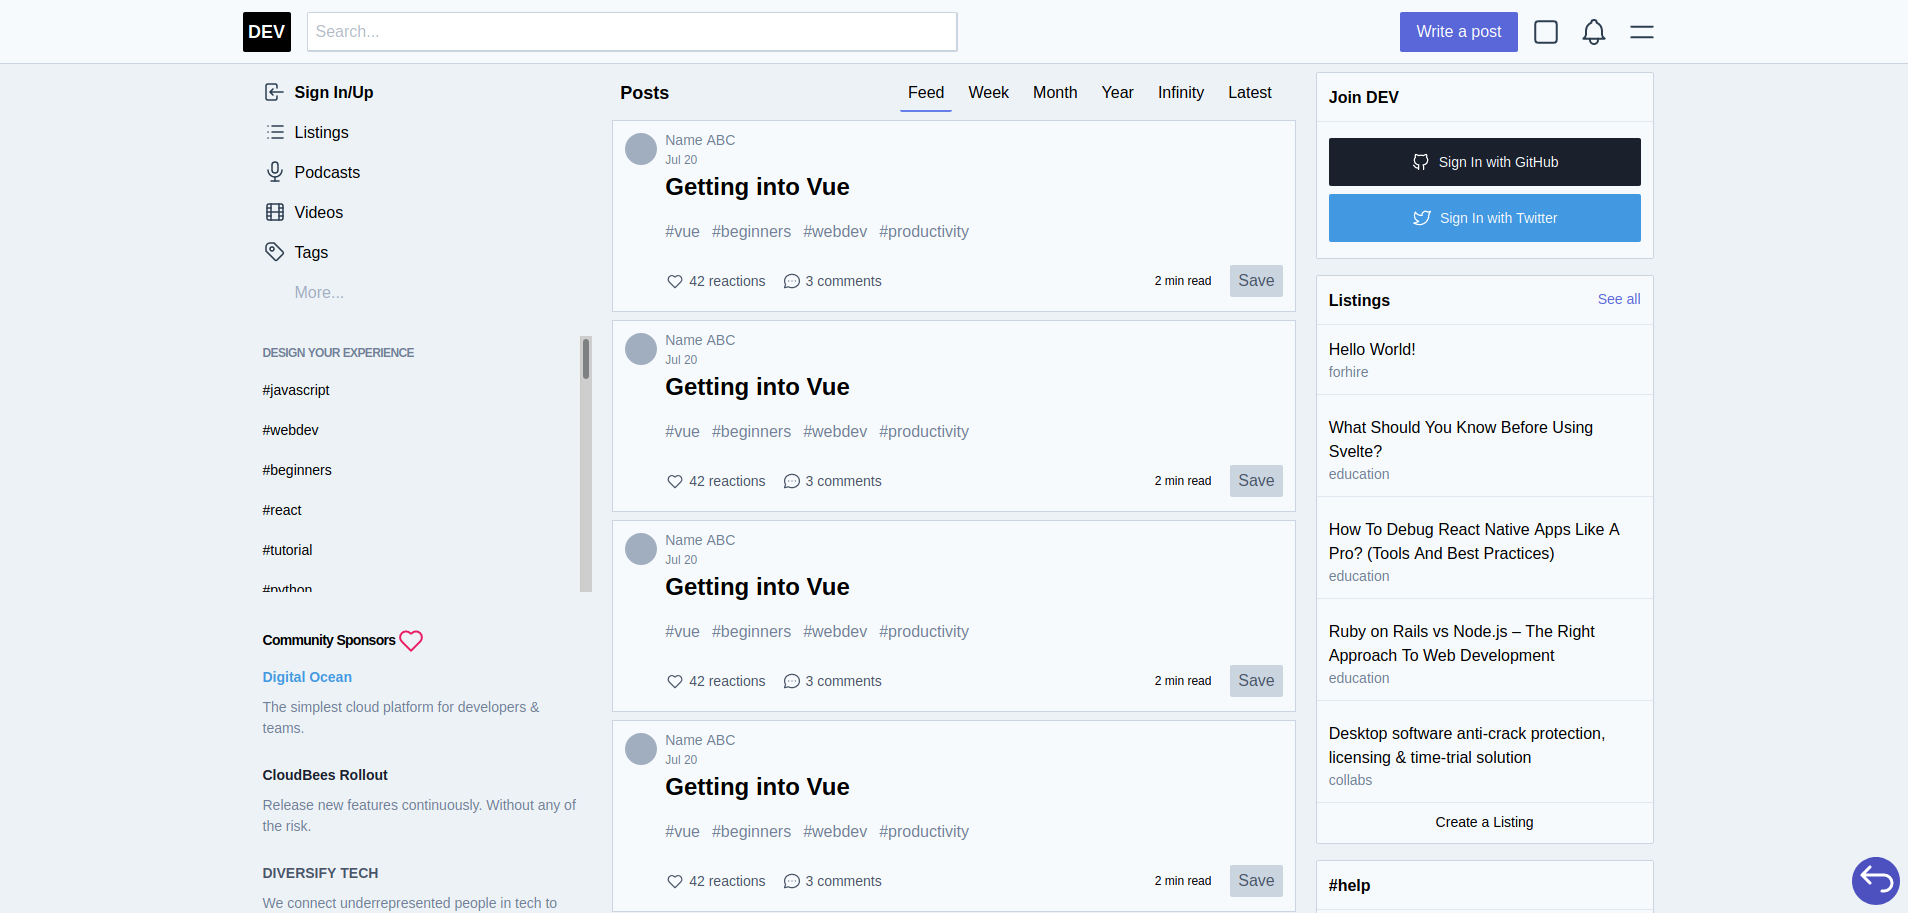 DEV
Search...
Write a post
Sign In/Up
Listings
Podcasts
Videos
Tags
More...
DESIGN YOUR EXPERIENCE
#javascript
#webdev
#beginners
#react
#tutorial
#python
Community Sponsors
Digital Ocean
The simplest cloud platform for developers &
teams.
CloudBees Rollout
Release new features continuously. Without any of
the risk.
DIVERSIFY TECH
We connect underrepresented people in tech to
Posts
Feed Week Month Year Infinity Latest
Name ABC
Jul 20
Getting into Vue
#vue #beginners #webdev #productivity
42 reactions 3 comments 2 min read Save
Name ABC
Jul 20
Getting into Vue
#vue #beginners #webdev #productivity
42 reactions 3 comments 2 min read Save
Name ABC
Jul 20
Getting into Vue
#vue #beginners #webdev #productivity
42 reactions 3 comments 2 min read Save
Name ABC
Jul 20
Getting into Vue
#vue #beginners #webdev #productivity
42 reactions 3 comments 2 min read Save
Join DEV
Sign In with GitHub
Sign In with Twitter
Listings See all
Hello World!
forhire
What Should You Know Before Using
Svelte?
education
How To Debug React Native Apps Like A
Pro? (Tools And Best Practices)
education
Ruby on Rails vs Node.js – The Right
Approach To Web Development
education
Desktop software anti-crack protection,
licensing & time-trial solution
collabs
Create a Listing
#help